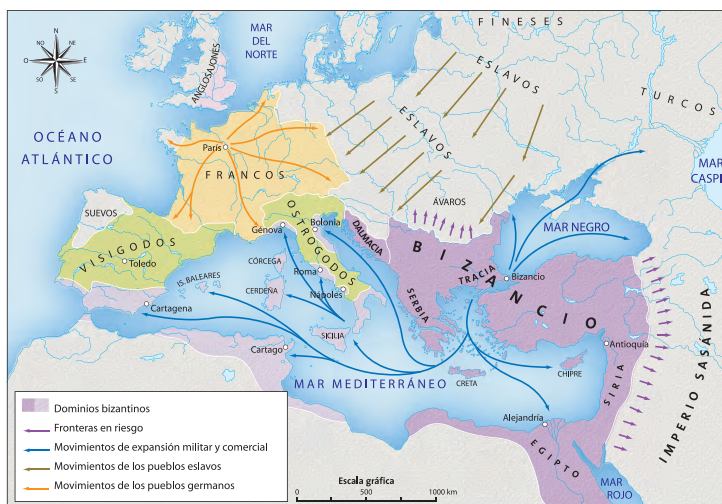 FINESES
MAR
DEL
NORTE
NO
N
NE
O
E
SO
S
SE
ANGLOSAJONES
ESLAVOS
TURCOS
OCÉANO
ATLÁNTICO
París
FRANCOS
ESLAVOS
MAR
CASPI
ÁVAROS
SUEVOS
VISIGODOS
Toledo
OSTROGODOS
Génova
Bolonia
DALMACIA
MAR NEGRO
BIZANCIO
TRACIA
Bizancio
CÓRCEGA
Roma
IS. BALEARES
CERDEÑA
Nápoles
SERBIA
Cartagena
SICILIA
Cartago
Antioquía
MAR MEDITERRÁNEO
CRETA
CHIPRE
SIRIA
IMPERIO SASÁNIDA
Alejandría
EGIPTO
MAR
ROJO
Dominios bizantinos
Fronteras en riesgo
Movimientos de expansión militar y comercial
Movimientos de los pueblos eslavos
Movimientos de los pueblos germanos
Escala gráfica
0
500
1000 km